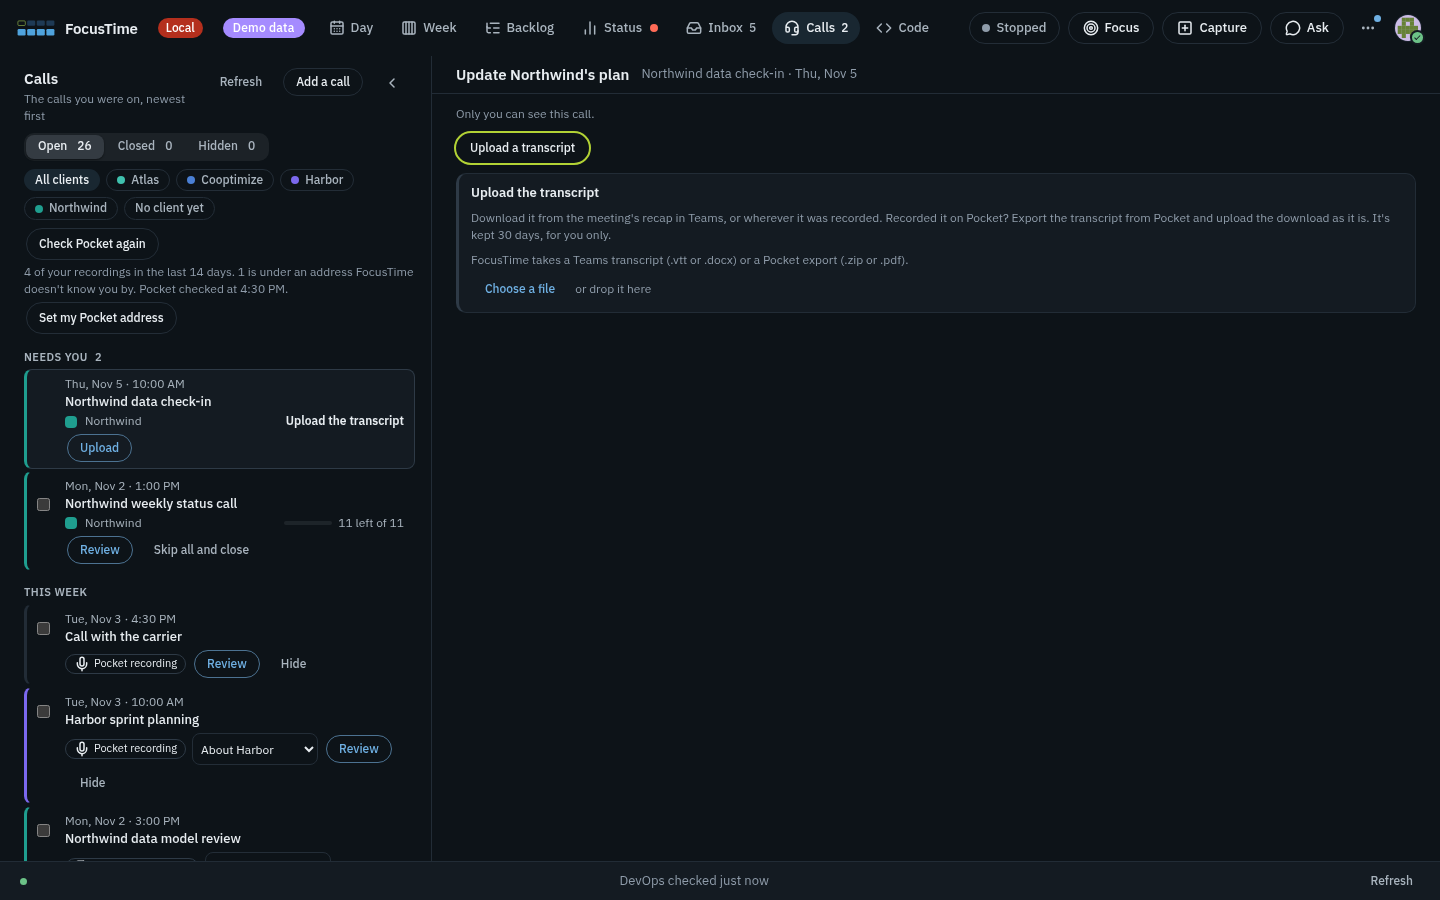 FocusTime
Local
Demo data
Day
Week
Backlog
Status
Inbox 5
Calls 2
Code
Stopped
Focus
Capture
Ask
Calls
The calls you were on, newest
first
Refresh
Add a call
Open 26
Closed 0
Hidden 0
All clients
Atlas
Cooptimize
Harbor
Northwind
No client yet
Check Pocket again
4 of your recordings in the last 14 days. 1 is under an address FocusTime
doesn't know you by. Pocket checked at 4:30 PM.
Set my Pocket address
NEEDS YOU 2
Thu, Nov 5 · 10:00 AM
Northwind data check-in
Northwind
Upload the transcript
Upload
Mon, Nov 2 · 1:00 PM
Northwind weekly status call
Northwind
11 left of 11
Review
Skip all and close
THIS WEEK
Tue, Nov 3 · 4:30 PM
Call with the carrier
Pocket recording
Review
Hide
Tue, Nov 3 · 10:00 AM
Harbor sprint planning
Pocket recording
About Harbor
Review
Hide
Mon, Nov 2 · 3:00 PM
Northwind data model review
Update Northwind's plan
Northwind data check-in · Thu, Nov 5
Only you can see this call.
Upload a transcript
Upload the transcript
Download it from the meeting's recap in Teams, or wherever it was recorded. Recorded it on Pocket? Export the transcript from Pocket and upload the download as it is. It's
kept 30 days, for you only.
FocusTime takes a Teams transcript (.vtt or .docx) or a Pocket export (.zip or .pdf).
Choose a file
or drop it here
DevOps checked just now
Refresh